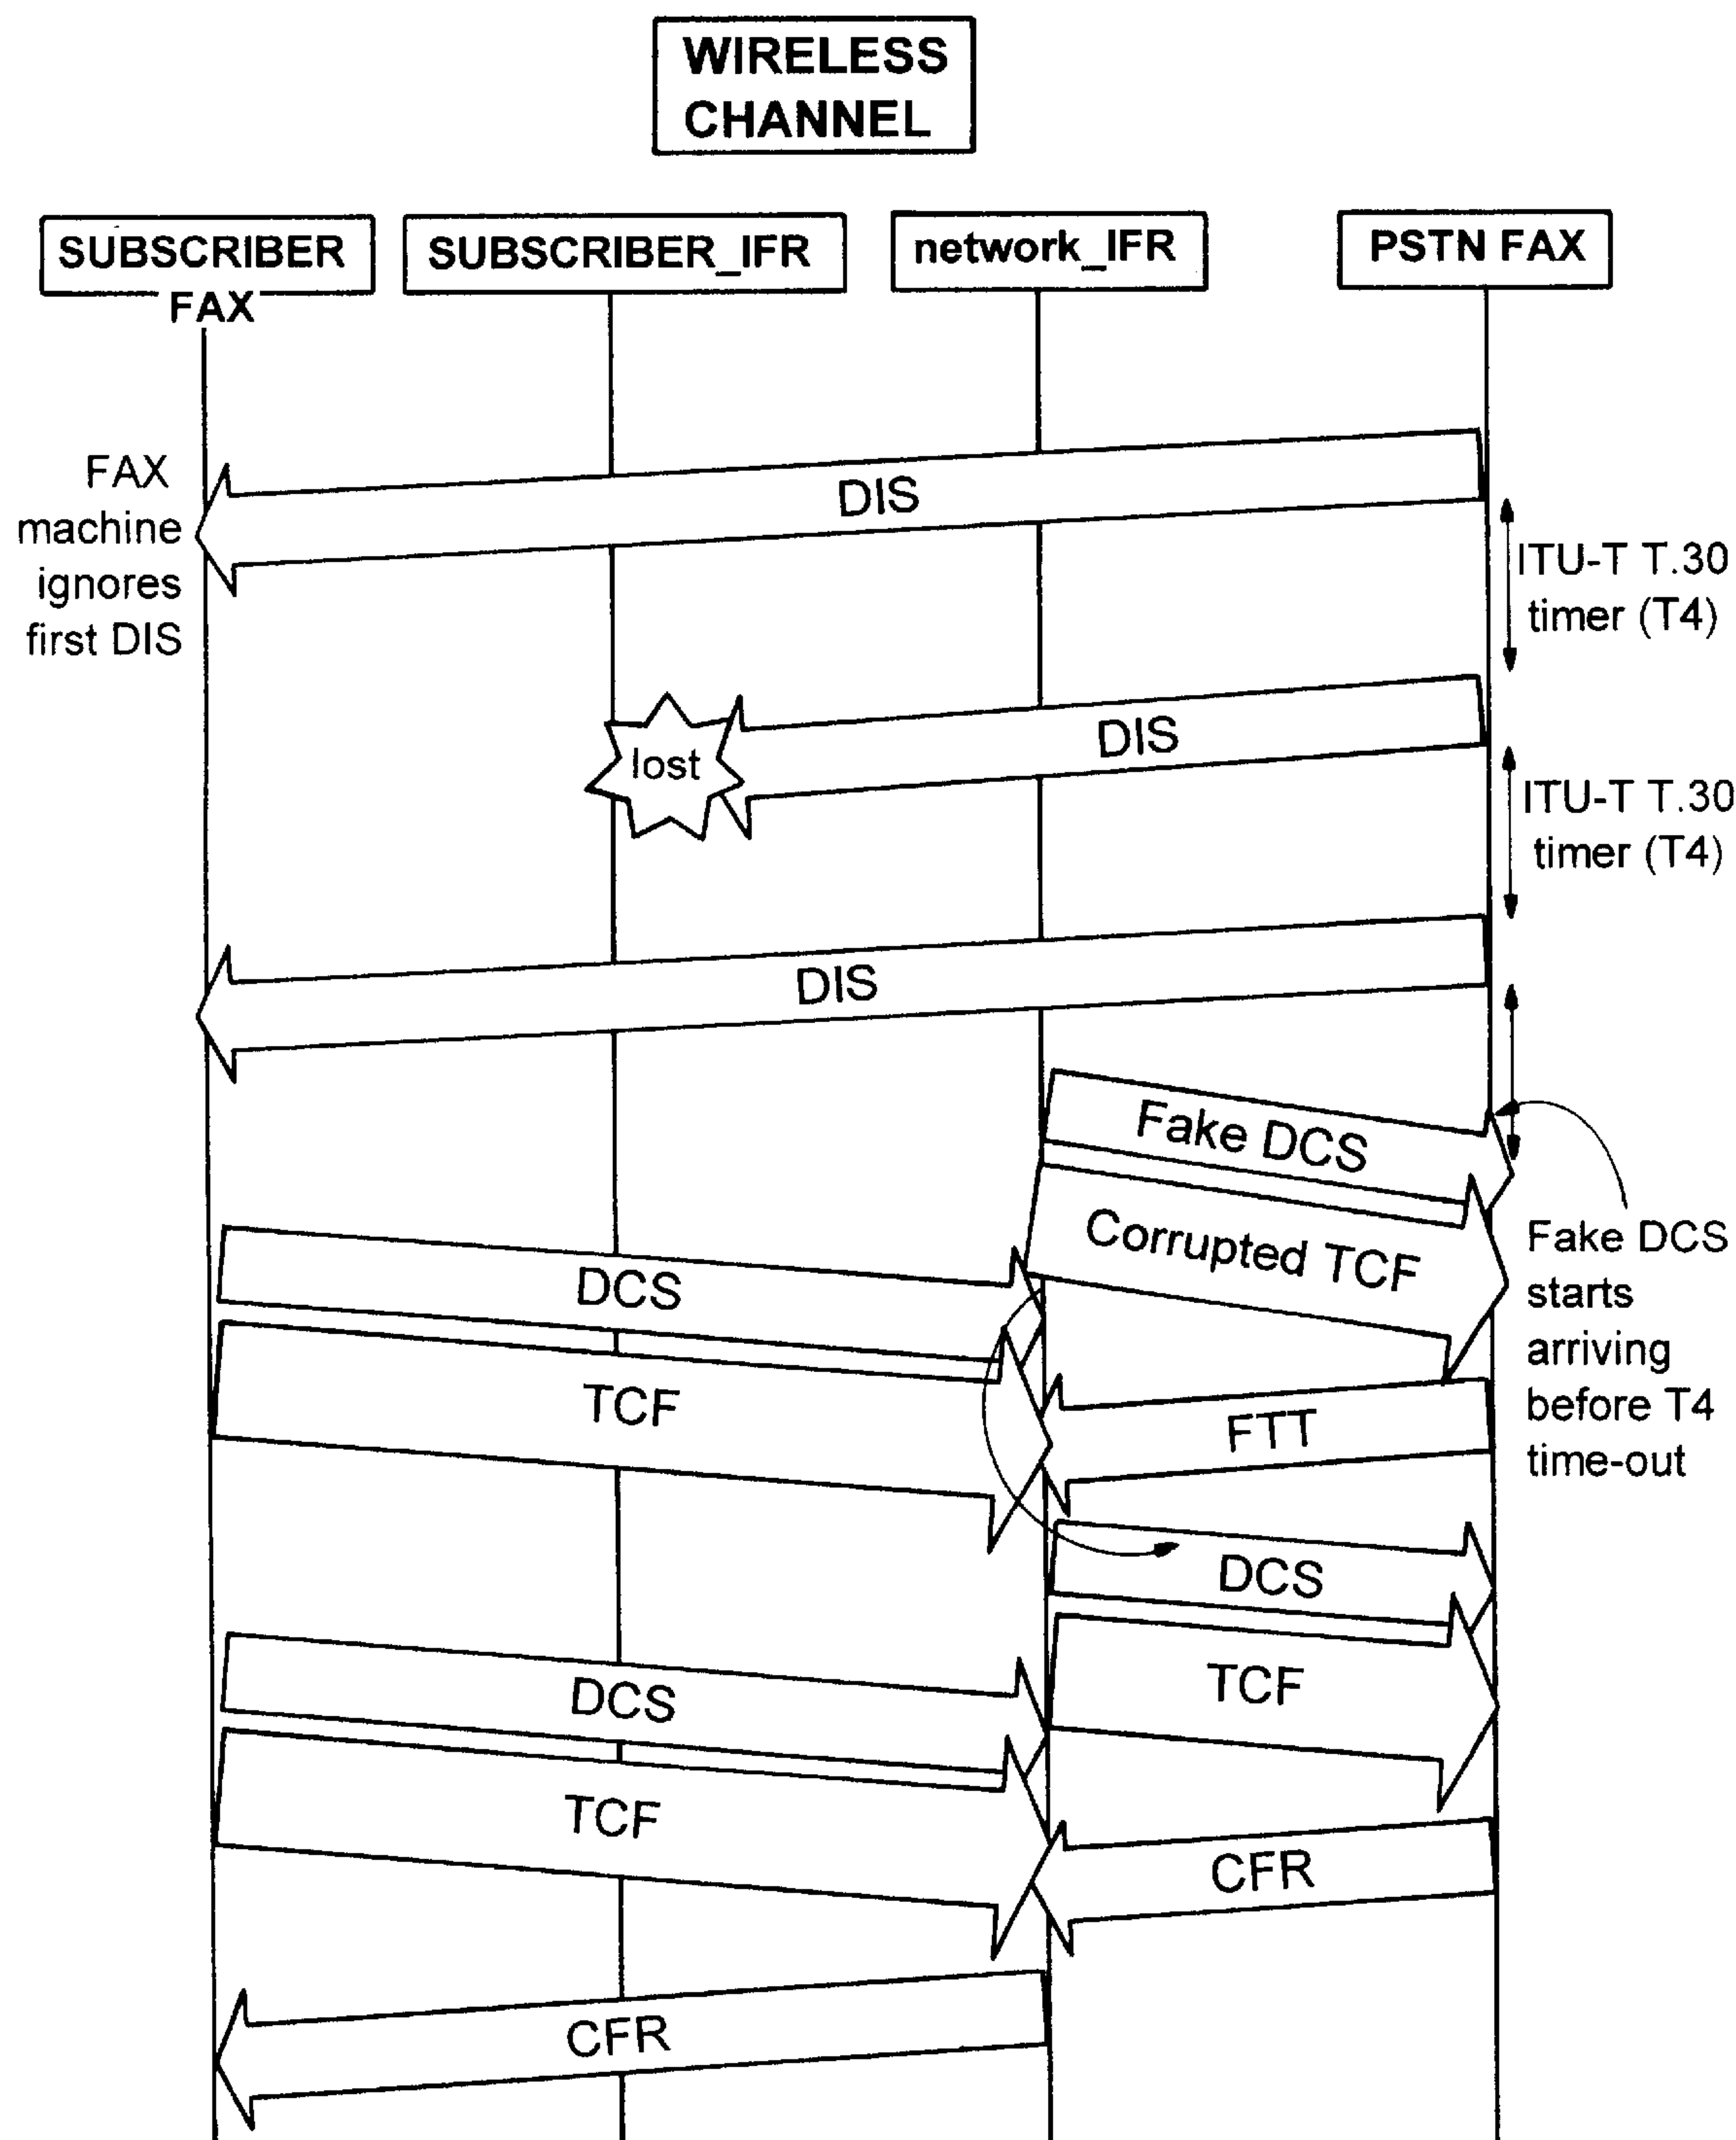 WIRELESS
CHANNEL
SUBSCRIBER
FAX
SUBSCRIBER_IFR
network_IFR
PSTN FAX
FAX
machine
ignores
first DIS
DIS
ITU-T T.30
timer (T4)
lost
DIS
ITU-T T.30
timer (T4)
DIS
Fake DCS
Corrupted TCF
Fake DCS
starts
arriving
before T4
time-out
DCS
TCF
FTT
DCS
TCF
DCS
TCF
CFR
CFR